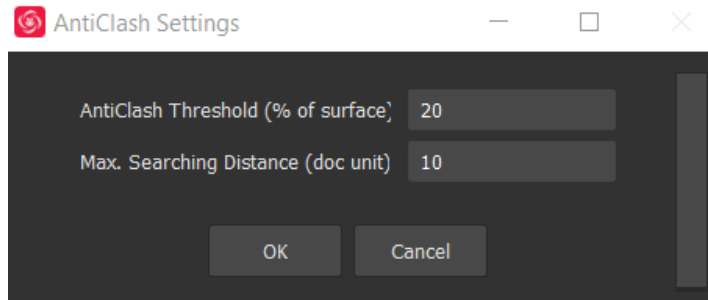 AntiClash Settings
AntiClash Threshold (% of surface) 20
Max. Searching Distance (doc unit) 10
OK Cancel